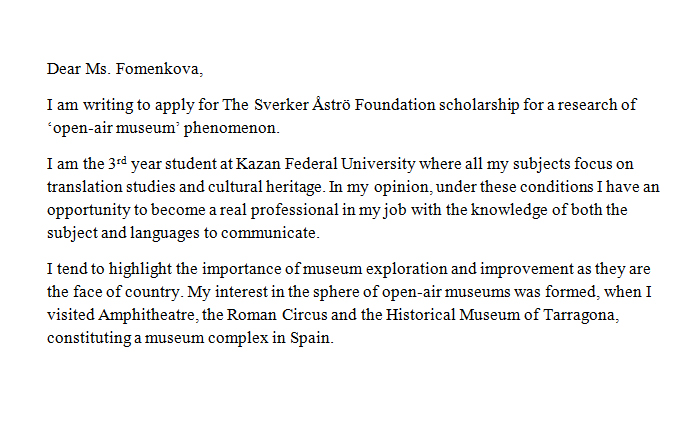 Dear Ms. Fomenkova,
I am writing to apply for The Sverker Åströ Foundation scholarship for a research of
‘open-air museum’ phenomenon.
I am the 3rd year student at Kazan Federal University where all my subjects focus on
translation studies and cultural heritage. In my opinion, under these conditions I have an
opportunity to become a real professional in my job with the knowledge of both the
subject and languages to communicate.
I tend to highlight the importance of museum exploration and improvement as they are
the face of country. My interest in the sphere of open-air museums was formed, when I
visited Amphitheatre, the Roman Circus and the Historical Museum of Tarragona,
constituting a museum complex in Spain.